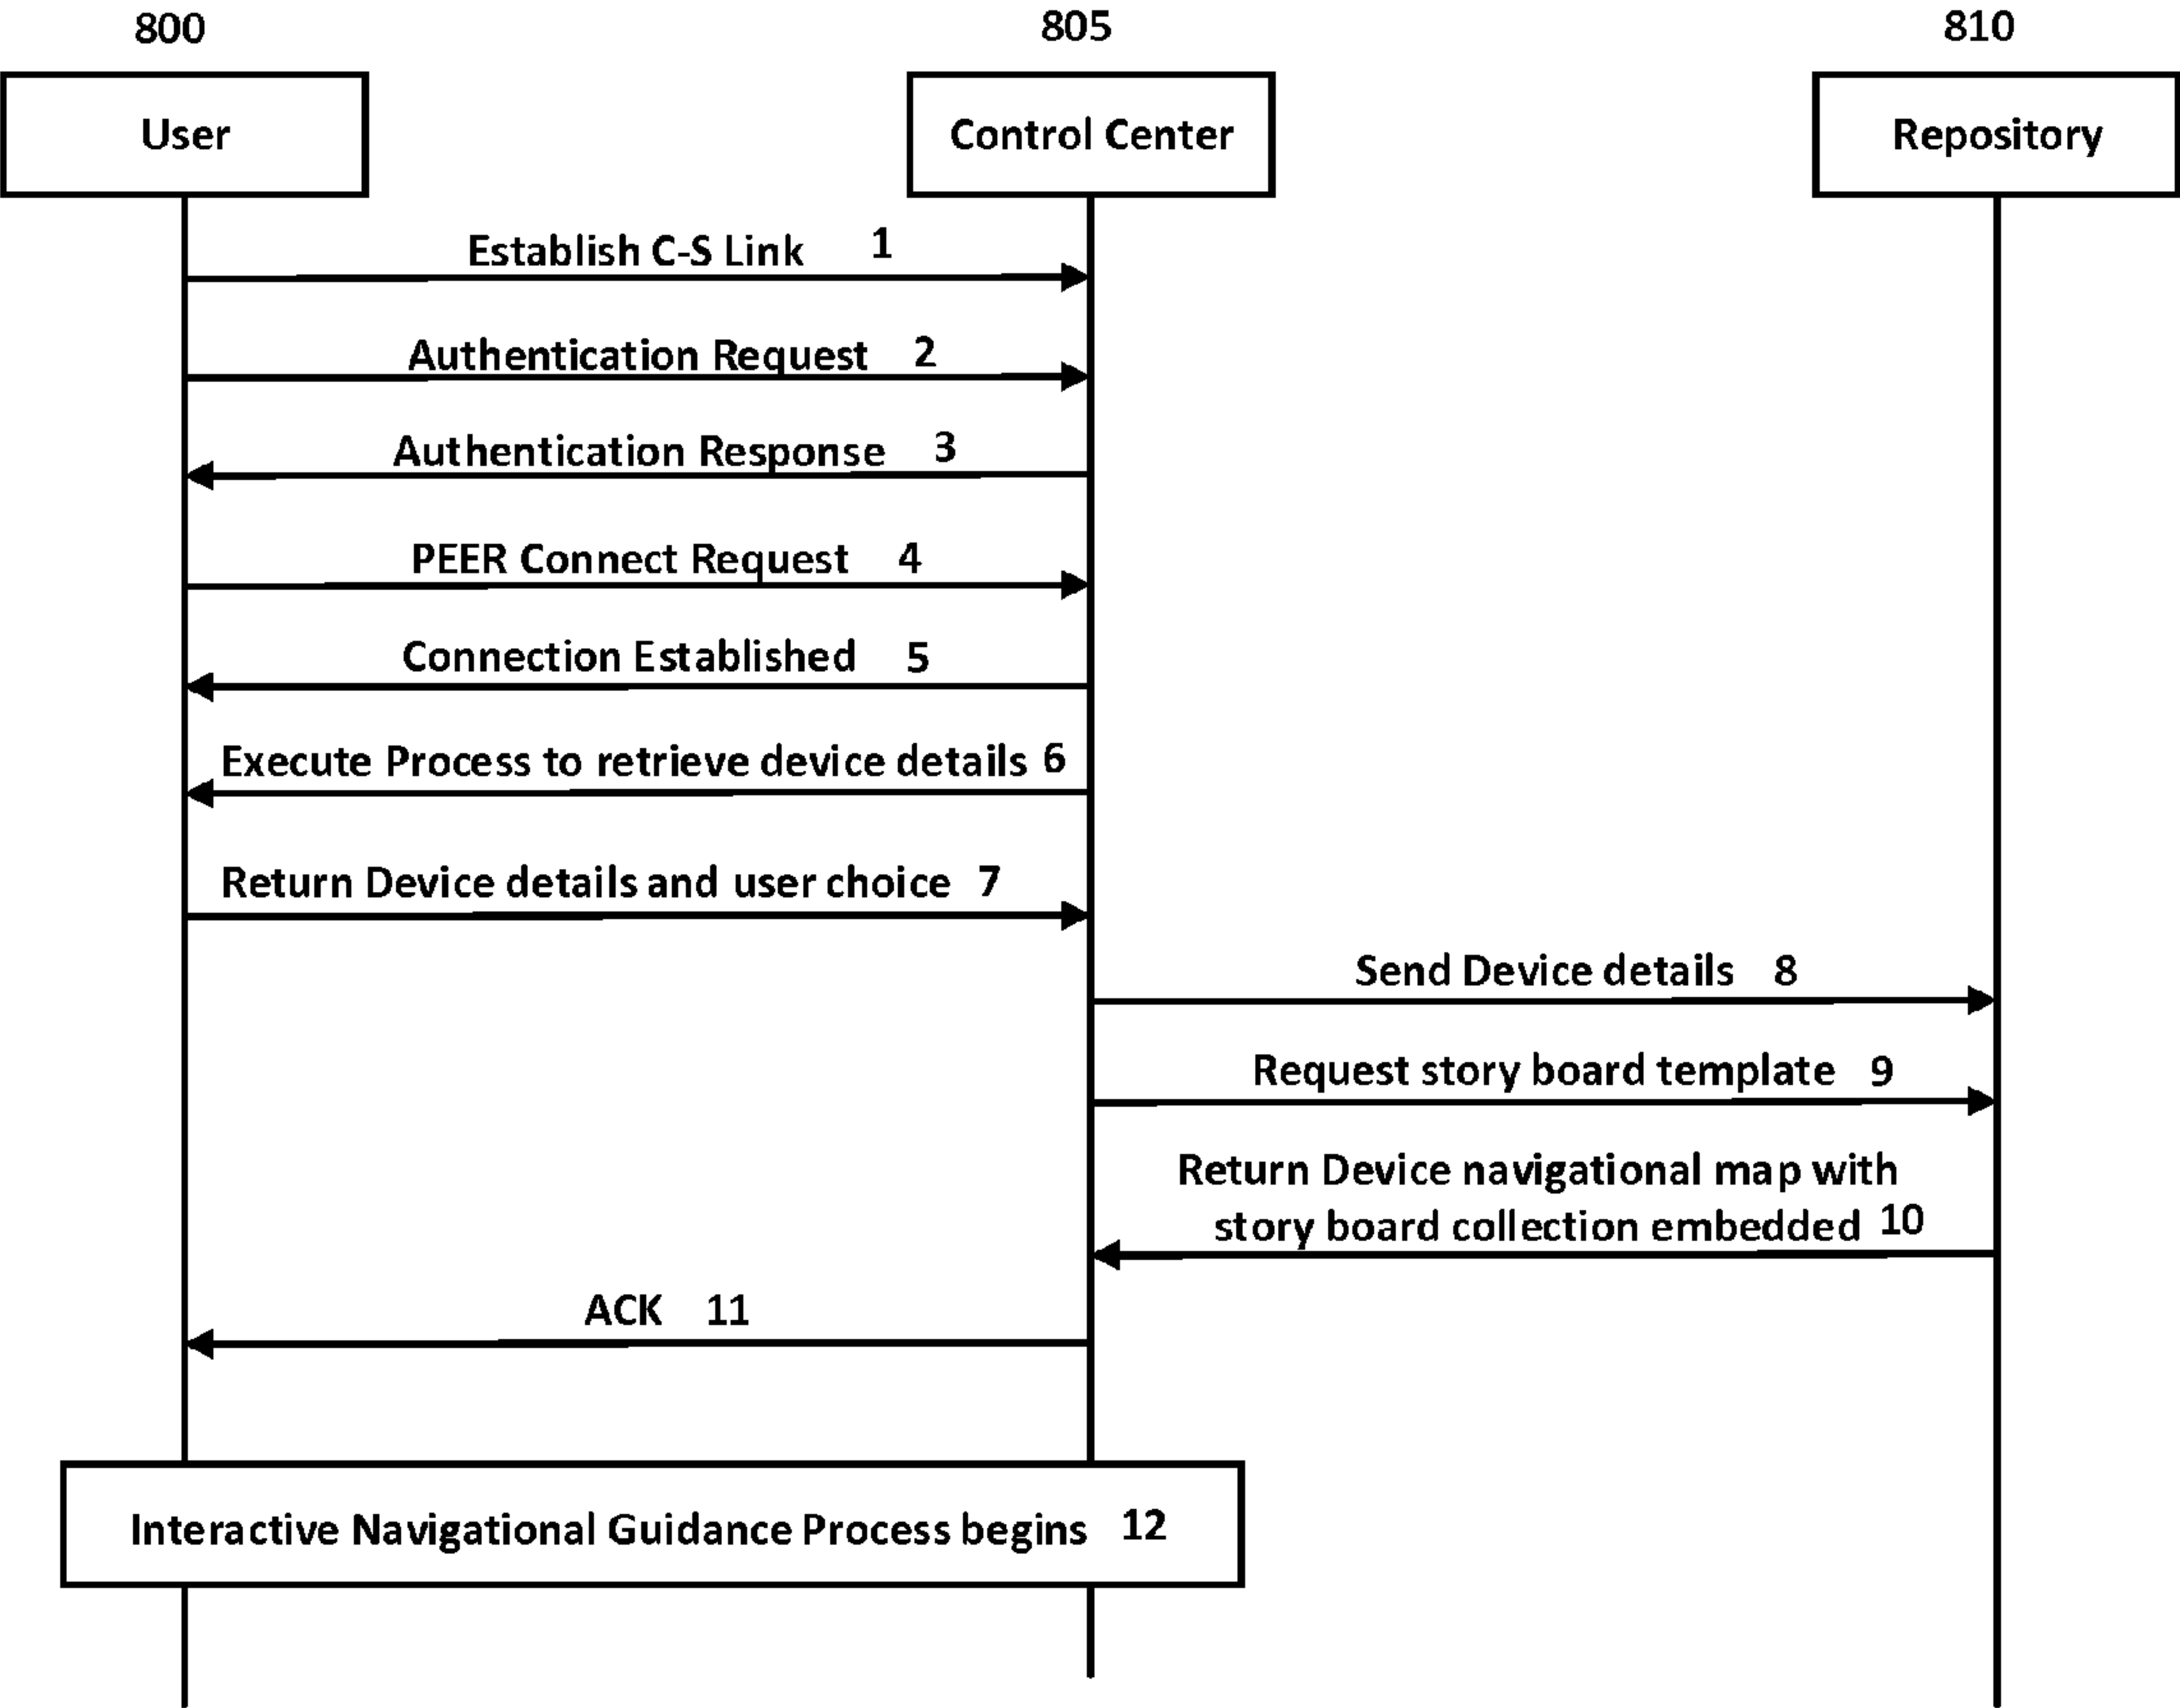 800
805
810
User
Control Center
Repository
Establish C-S Link 1
Authentication Request 2
Authentication Response 3
PEER Connect Request 4
Connection Established 5
Execute Process to retrieve device details 6
Return Device details and user choice 7
Send Device details 8
Request story board template 9
Return Device navigational map with
story board collection embedded 10
ACK 11
Interactive Navigational Guidance Process begins 12